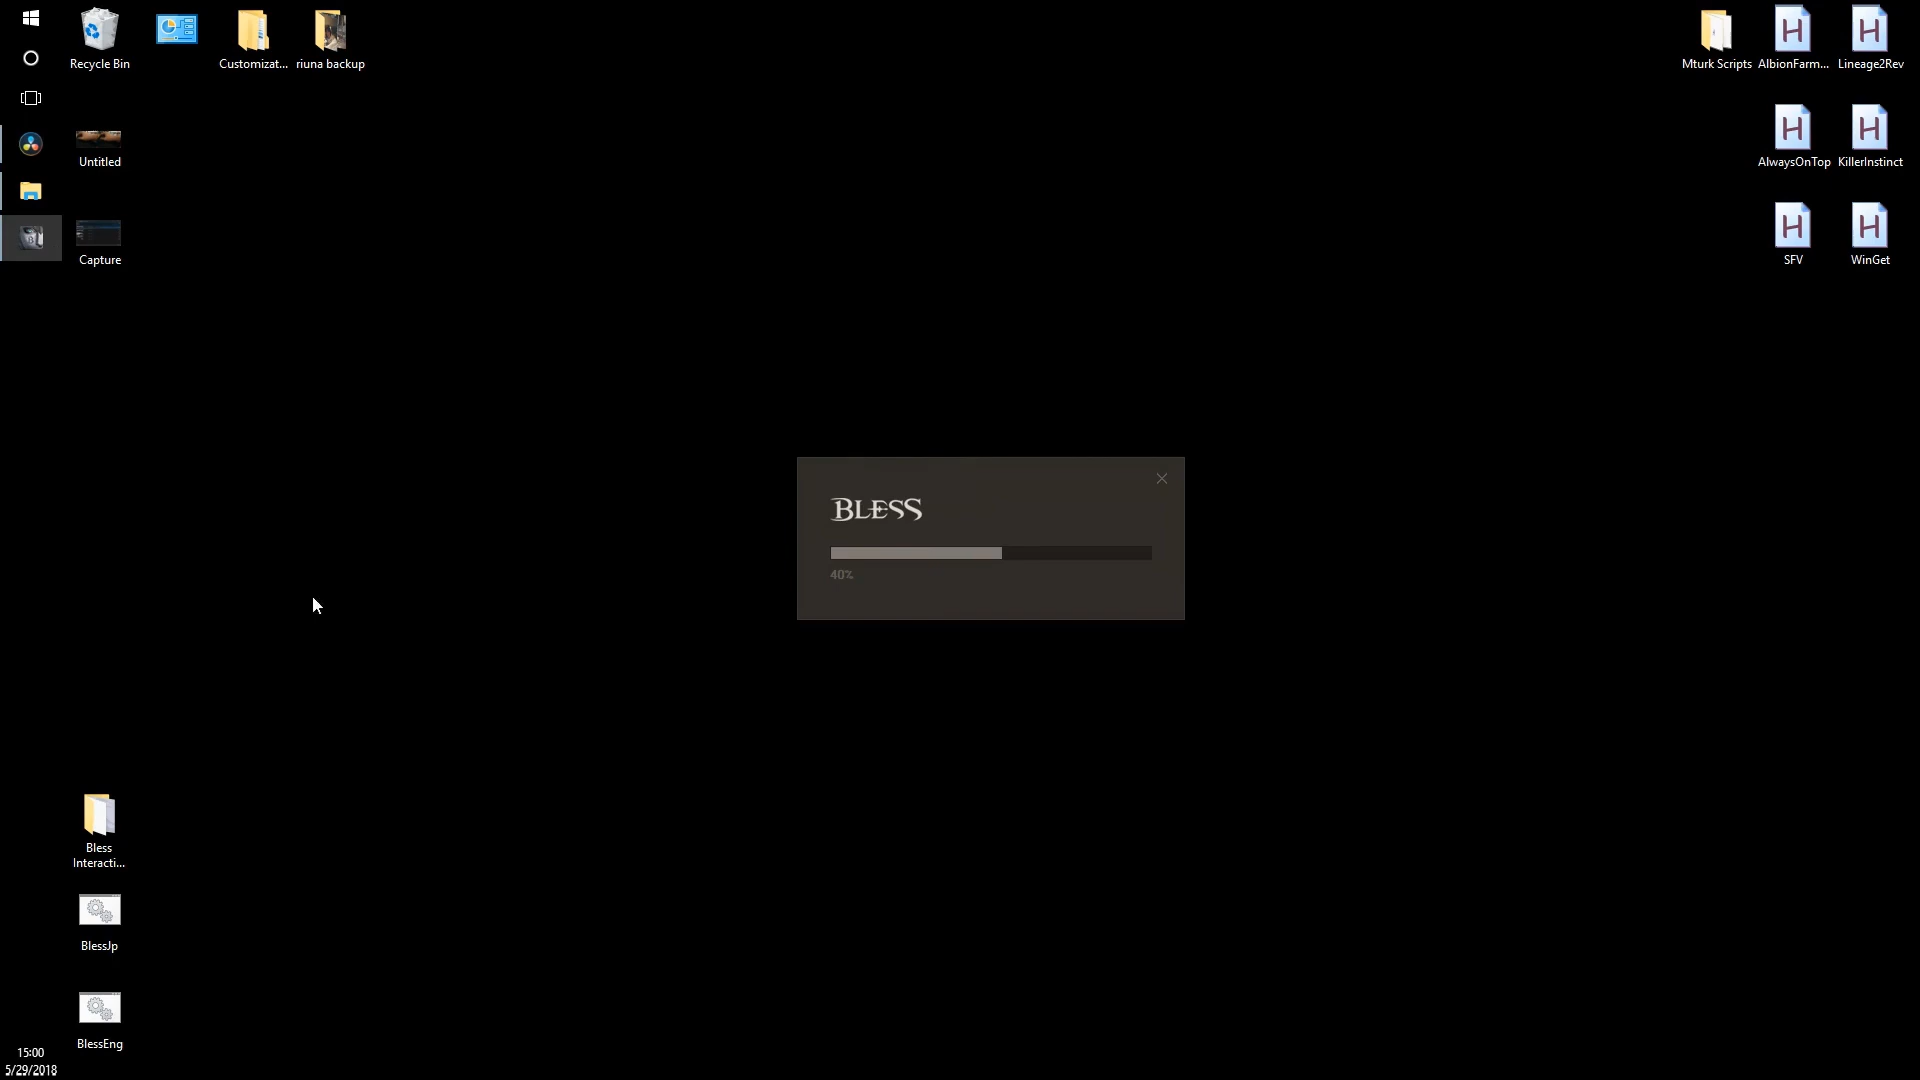 Recycle Bin
Customizat...
riuna backup
Mturk Scripts
AlbionFarm...
Lineage2Rev
Untitled
AlwaysOnTop
KillerInstinct
Capture
SFV
WinGet
BLESS
40%
Bless
Interacti...
BlessJp
BlessEng
15:00
5/29/2018